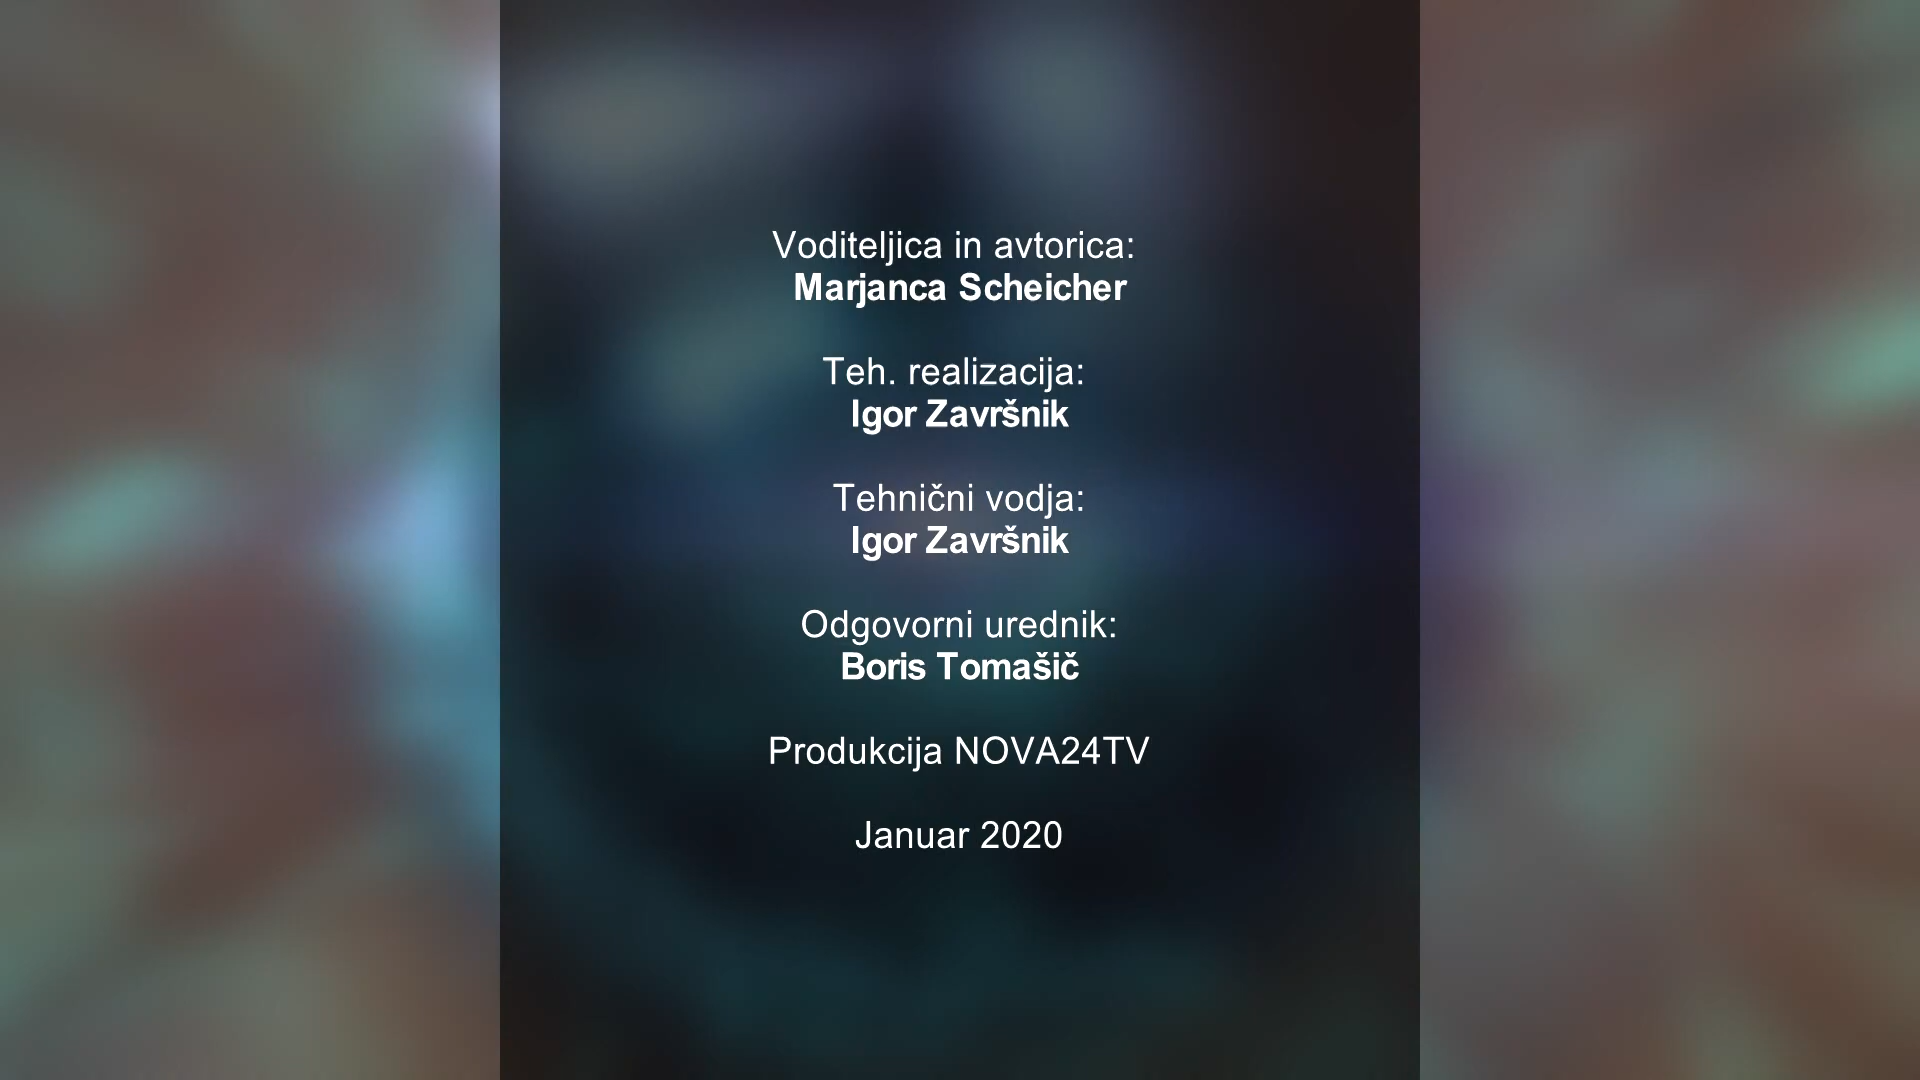 Voditeljica in avtorica:
Marjanca Scheicher
Teh. realizacija:
Igor Završnik
Tehnični vodja:
Igor Završnik
Odgovorni urednik:
Boris Tomašič
Produkcija NOVA24TV
Januar 2020